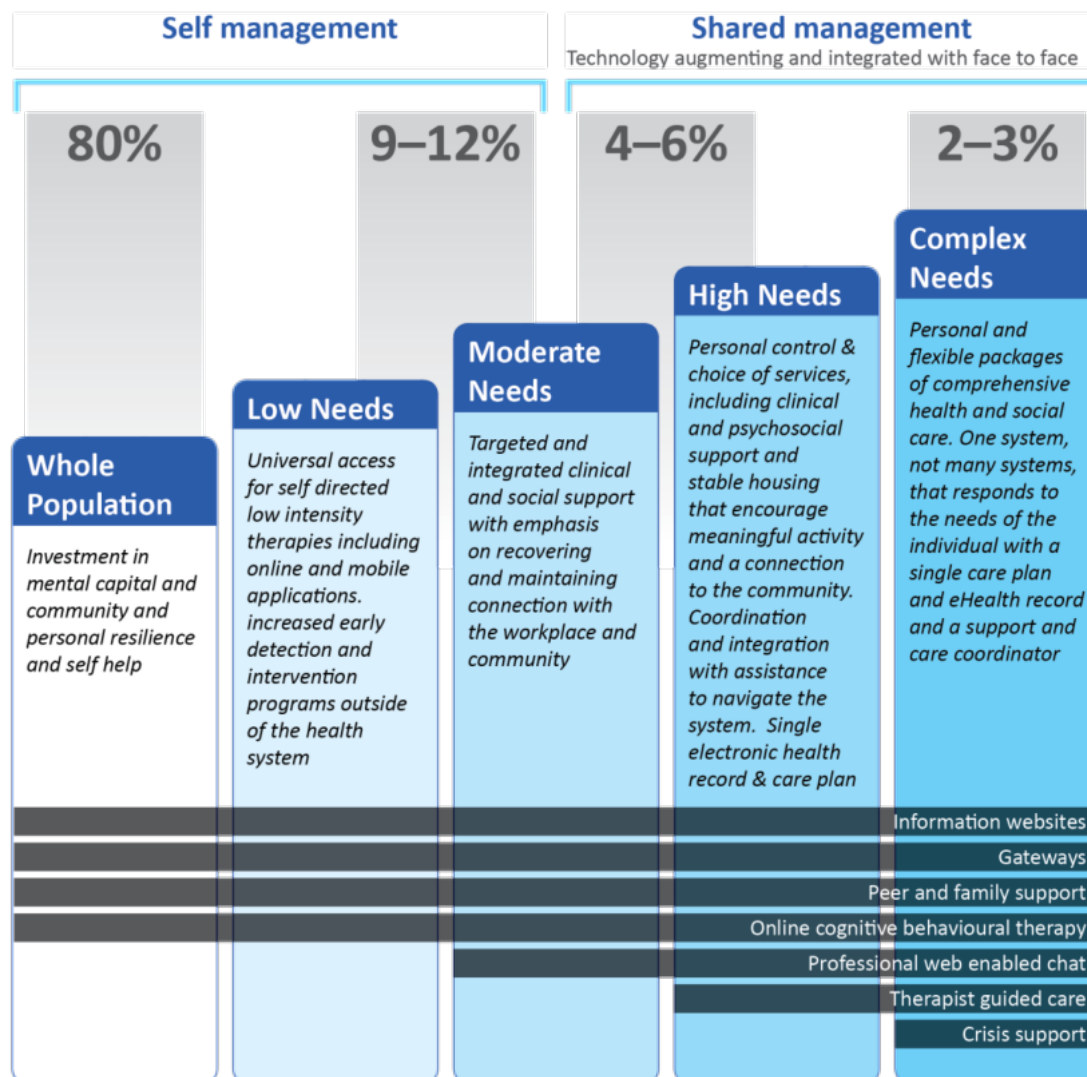 Self management
Shared management
Technology augmenting and integrated with face to face
80%
9–12%
4–6%
2–3%
Whole
Population
Investment in
mental capital and
community and
personal resilience
and self help
Low Needs
Universal access
for self directed
low intensity
therapies including
online and mobile
applications.
increased early
detection and
intervention
programs outside
of the health
system
Moderate
Needs
Targeted and
integrated clinical
and social support
with emphasis
on recovering
and maintaining
connection with
the workplace and
community
High Needs
Personal control &
choice of services,
including clinical
and psychosocial
support and
stable housing
that encourage
meaningful activity
and a connection
to the community.
Coordination
and integration
with assistance
to navigate the
system. Single
electronic health
record & care plan
Complex
Needs
Personal and
flexible packages
of comprehensive
health and social
care. One system,
not many systems,
that responds to
the needs of the
individual with a
single care plan
and eHealth record
and a support and
care coordinator
Information websites
Gateways
Peer and family support
Online cognitive behavioural therapy
Professional web enabled chat
Therapist guided care
Crisis support